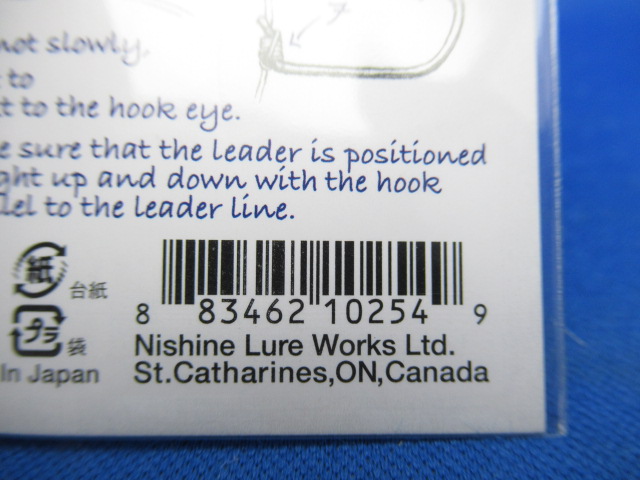 not slowly,
to
t to the hook eye.
e sure that the leader is positioned
ght up and down with the hook
lel to the leader line.
紙 台紙
プラ 袋
In Japan
8 83462 10254 9
Nishine Lure Works Ltd.
St.Catharines,ON,Canada